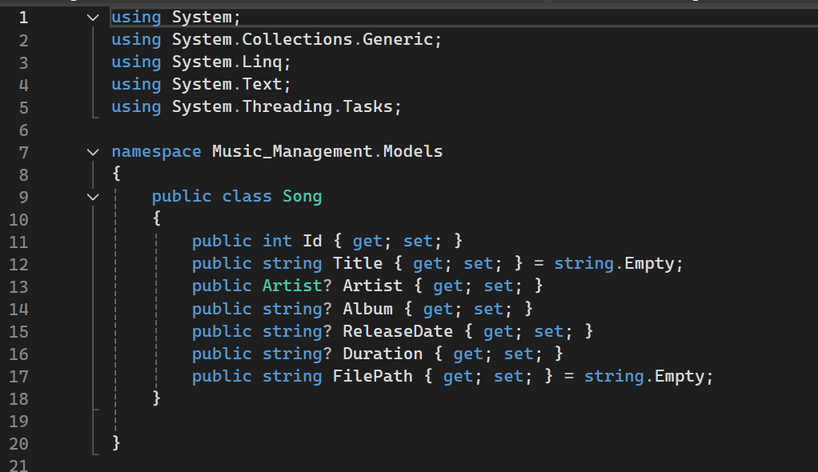 1 using System;
2 using System.Collections.Generic;
3 using System.Linq;
4 using System.Text;
5 using System.Threading.Tasks;
6
7 namespace Music_Management.Models
8 {
9     public class Song
10     {
11         public int Id { get; set; }
12         public string Title { get; set; } = string.Empty;
13         public Artist? Artist { get; set; }
14         public string? Album { get; set; }
15         public string? ReleaseDate { get; set; }
16         public string? Duration { get; set; }
17         public string FilePath { get; set; } = string.Empty;
18     }
19
20 }
21